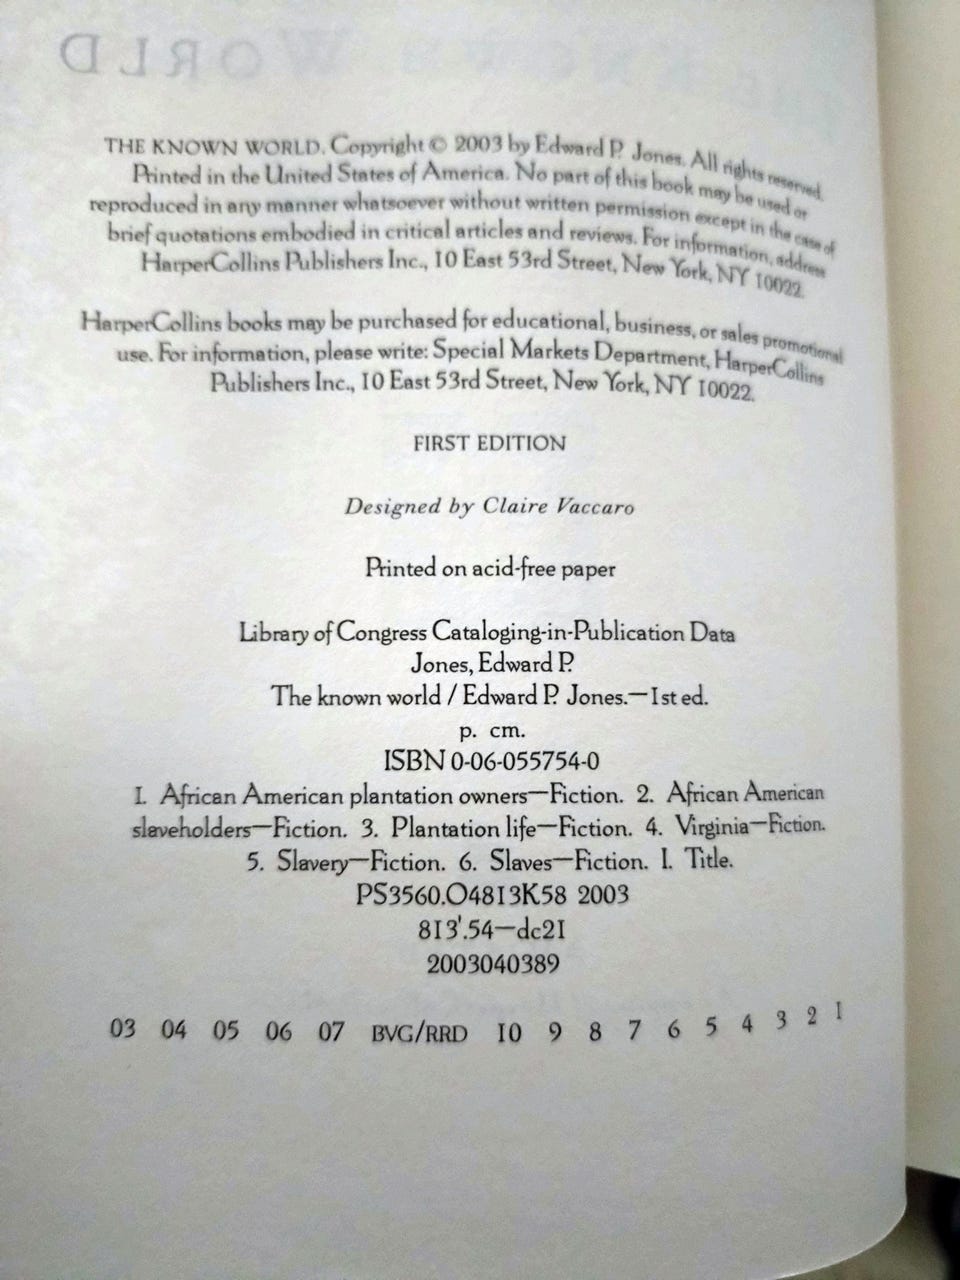 THE KNOWN WORLD. Copyright © 2003 by Edward P. Jones. All rights reserved.
Printed in the United States of America. No part of this book may be used or
reproduced in any manner whatsoever without written permission except in the case of
brief quotations embodied in critical articles and reviews. For information, address
HarperCollins Publishers Inc., 10 East 53rd Street, New York, NY 10022.
HarperCollins books may be purchased for educational, business, or sales promotional
use. For information, please write: Special Markets Department, HarperCollins
Publishers Inc., 10 East 53rd Street, New York, NY 10022.
FIRST EDITION
Designed by Claire Vaccaro
Printed on acid-free paper
Library of Congress Cataloging-in-Publication Data
Jones, Edward P.
The known world / Edward P. Jones.—1st ed.
p. cm.
ISBN 0-06-055754-0
1. African American plantation owners—Fiction. 2. African American
slaveholders—Fiction. 3. Plantation life—Fiction. 4. Virginia—Fiction.
5. Slavery—Fiction. 6. Slaves—Fiction. I. Title.
PS3560.O4813K58 2003
813'.54—dc21
2003040389
03 04 05 06 07 BVG/RRD 10 9 8 7 6 5 4 3 2 1